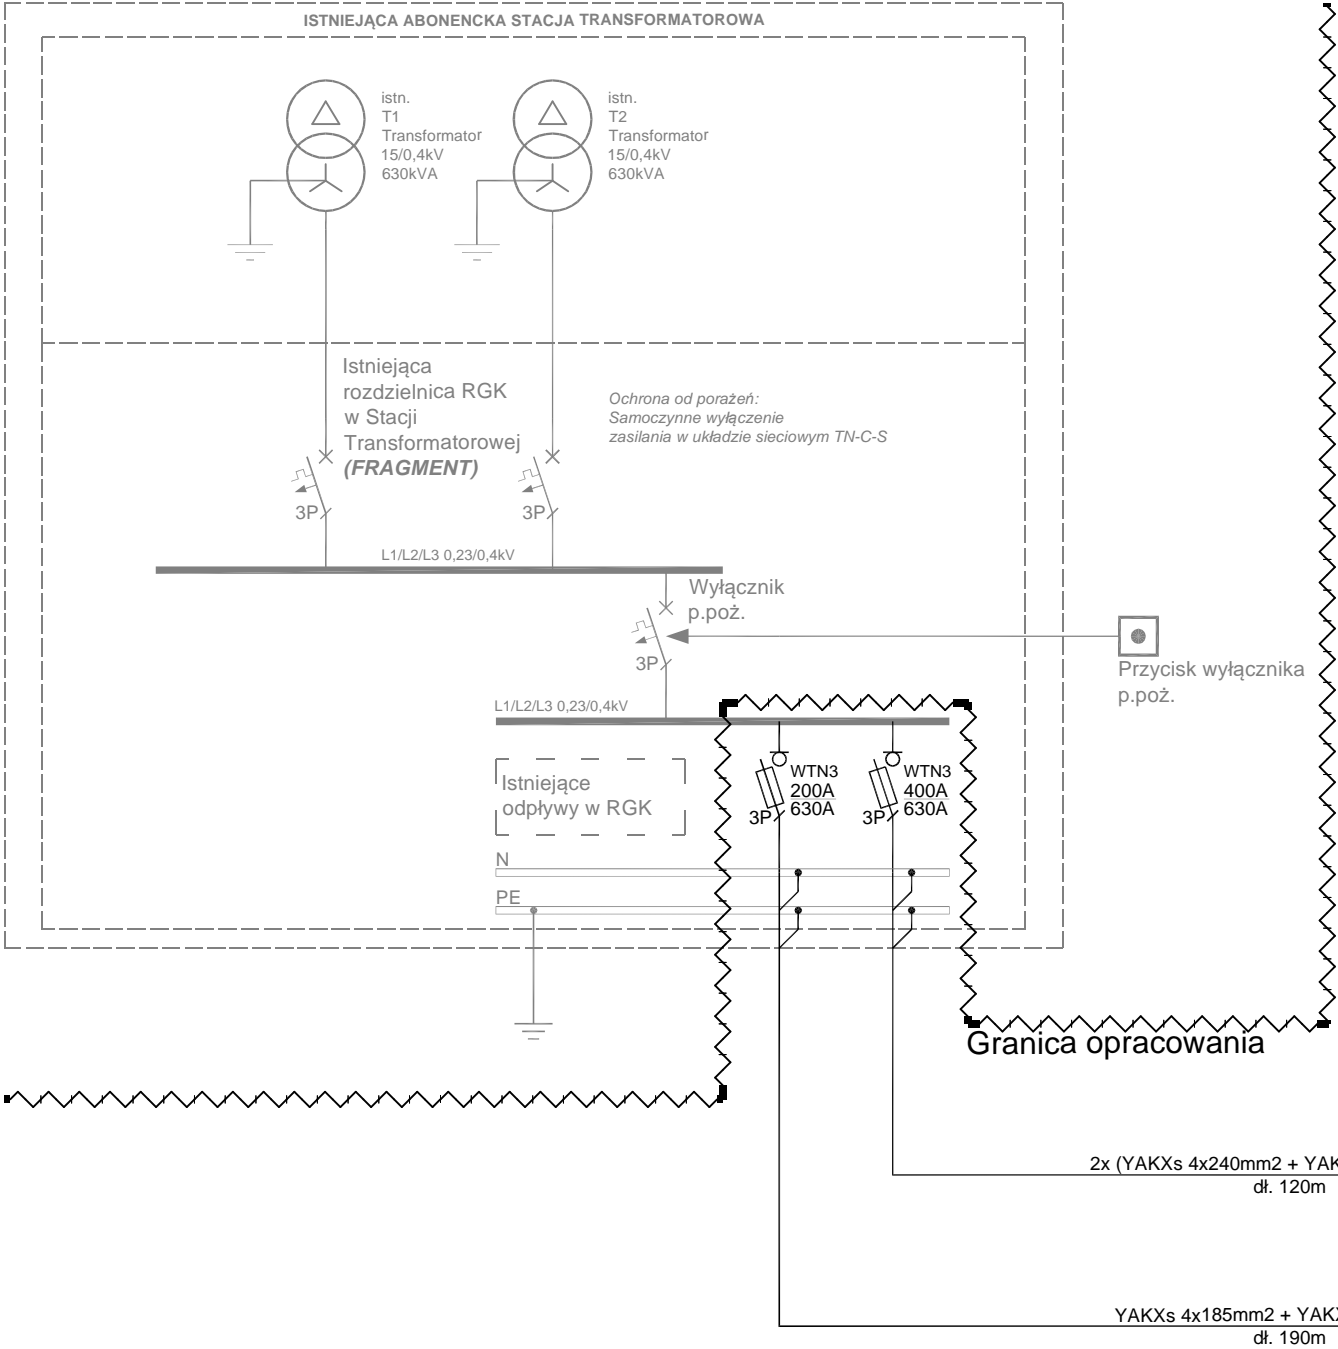 ISTNIEJĄCA ABONENCKA STACJA TRANSFORMATOROWA
istn.
T1
Transformator
15/0,4kV
630kVA
istn.
T2
Transformator
15/0,4kV
630kVA
Istniejąca
rozdzielnica RGK
w Stacji
Transformatorowej
(FRAGMENT)
Ochrona od porażeń:
Samoczynne wyłączenie
zasilania w układzie sieciowym TN-C-S
3P
3P
L1/L2/L3 0,23/0,4kV
Wyłącznik
p.poż.
3P
Przycisk wyłącznika
p.poż.
L1/L2/L3 0,23/0,4kV
Istniejące
odpływy w RGK
WTN3
200A
630A
3P
WTN3
400A
630A
3P
N
PE
Granica opracowania
2x (YAKXs 4x240mm2 + YAK
dł. 120m
YAKXs 4x185mm2 + YAKX
dł. 190m